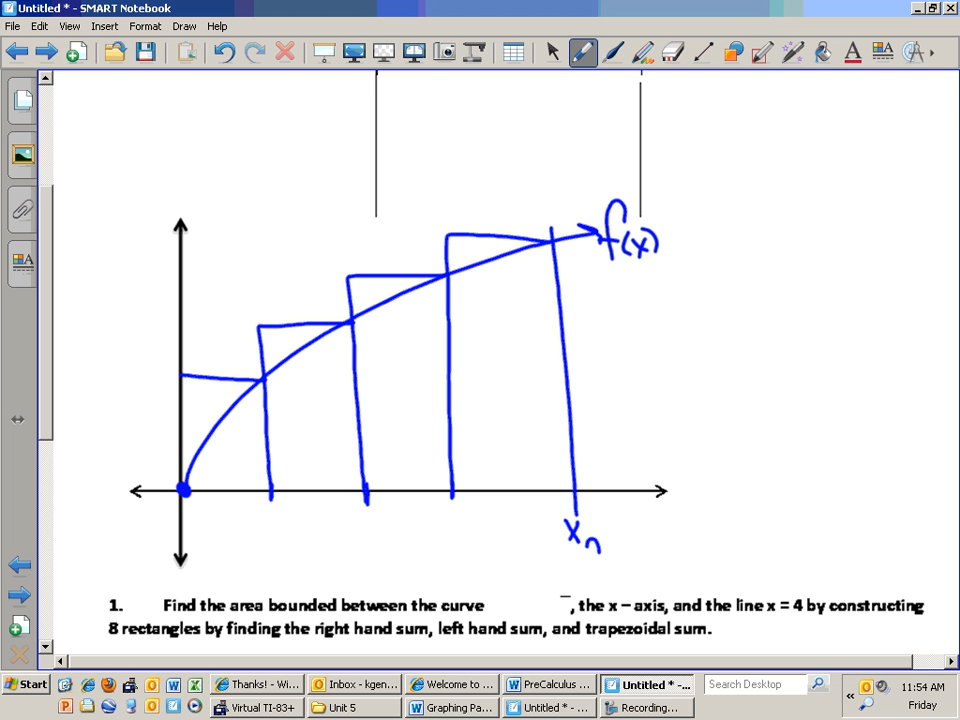 Untitled * - SMART Notebook
File Edit View Insert Format Draw Help
f(x)
xn
1. Find the area bounded between the curve , the x – axis, and the line x = 4 by constructing
8 rectangles by finding the right hand sum, left hand sum, and trapezoidal sum.
Start Thanks! - Wi... Inbox - kgen... Welcome to ... PreCalculus ... Untitled * -... Search Desktop 11:54 AM
Virtual TI-83+ Unit 5 Graphing Pa... Untitled * - ... Recording... Friday